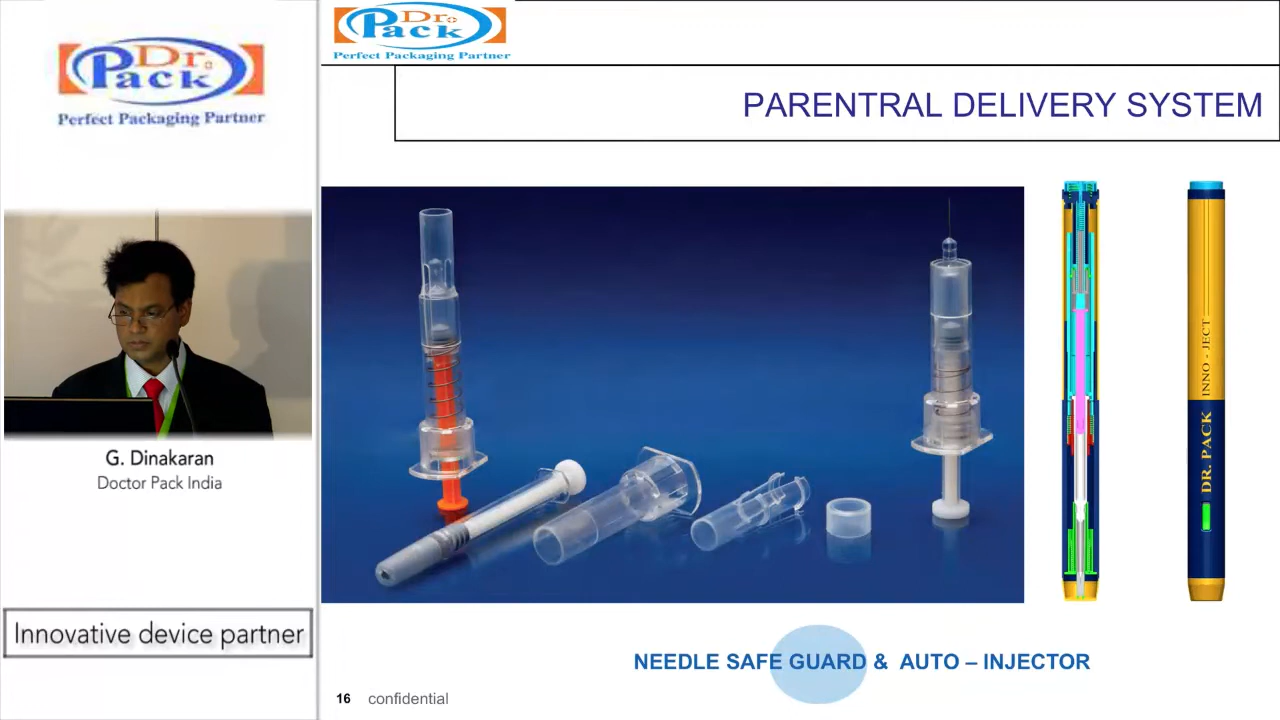 Dr.
Pack
Perfect Packaging Partner
G. Dinakaran
Doctor Pack India
Innovative device partner
Dr.
Pack
Perfect Packaging Partner
PARENTRAL DELIVERY SYSTEM
DR. PACK INNO - JECT
NEEDLE SAFE GUARD & AUTO – INJECTOR
16 confidential